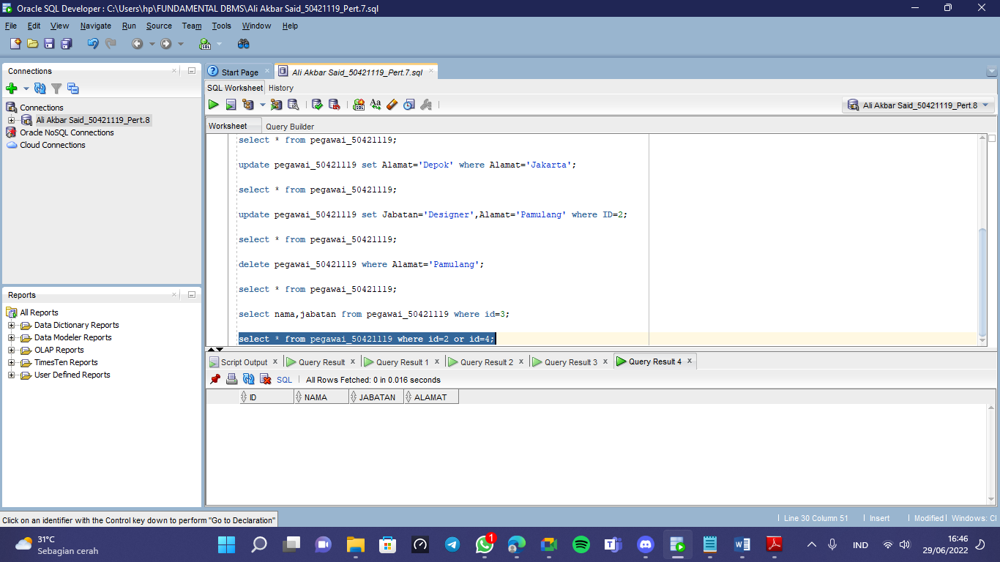 Oracle SQL Developer : C:\Users\hp\FUNDAMENTAL DBMS\Ali Akbar Said_50421119_Pert.7.sql
File Edit View Navigate Run Source Team Tools Window Help
Connections
Connections
Ali Akbar Said_50421119_Pert.8
Oracle NoSQL Connections
Cloud Connections
Reports
All Reports
Data Dictionary Reports
Data Modeler Reports
OLAP Reports
TimesTen Reports
User Defined Reports
Start Page
Ali Akbar Said_50421119_Pert.7.sql
SQL Worksheet History
Ali Akbar Said_50421119_Pert.8
Worksheet Query Builder
select * from pegawai_50421119;
update pegawai_50421119 set Alamat='Depok' where Alamat='Jakarta';
select * from pegawai_50421119;
update pegawai_50421119 set Jabatan='Designer',Alamat='Pamulang' where ID=2;
select * from pegawai_50421119;
delete pegawai_50421119 where Alamat='Pamulang';
select * from pegawai_50421119;
select nama,jabatan from pegawai_50421119 where id=3;
select * from pegawai_50421119 where id=2 or id=4;
Script Output Query Result Query Result 1 Query Result 2 Query Result 3 Query Result 4
SQL All Rows Fetched: 0 in 0.016 seconds
ID NAMA JABATAN ALAMAT
Click on an identifier with the Control key down to perform "Go to Declaration"
Line 30 Column 51 Insert Modified Windows: Cl
31°C
Sebagian cerah
1
IND
16:46
29/06/2022